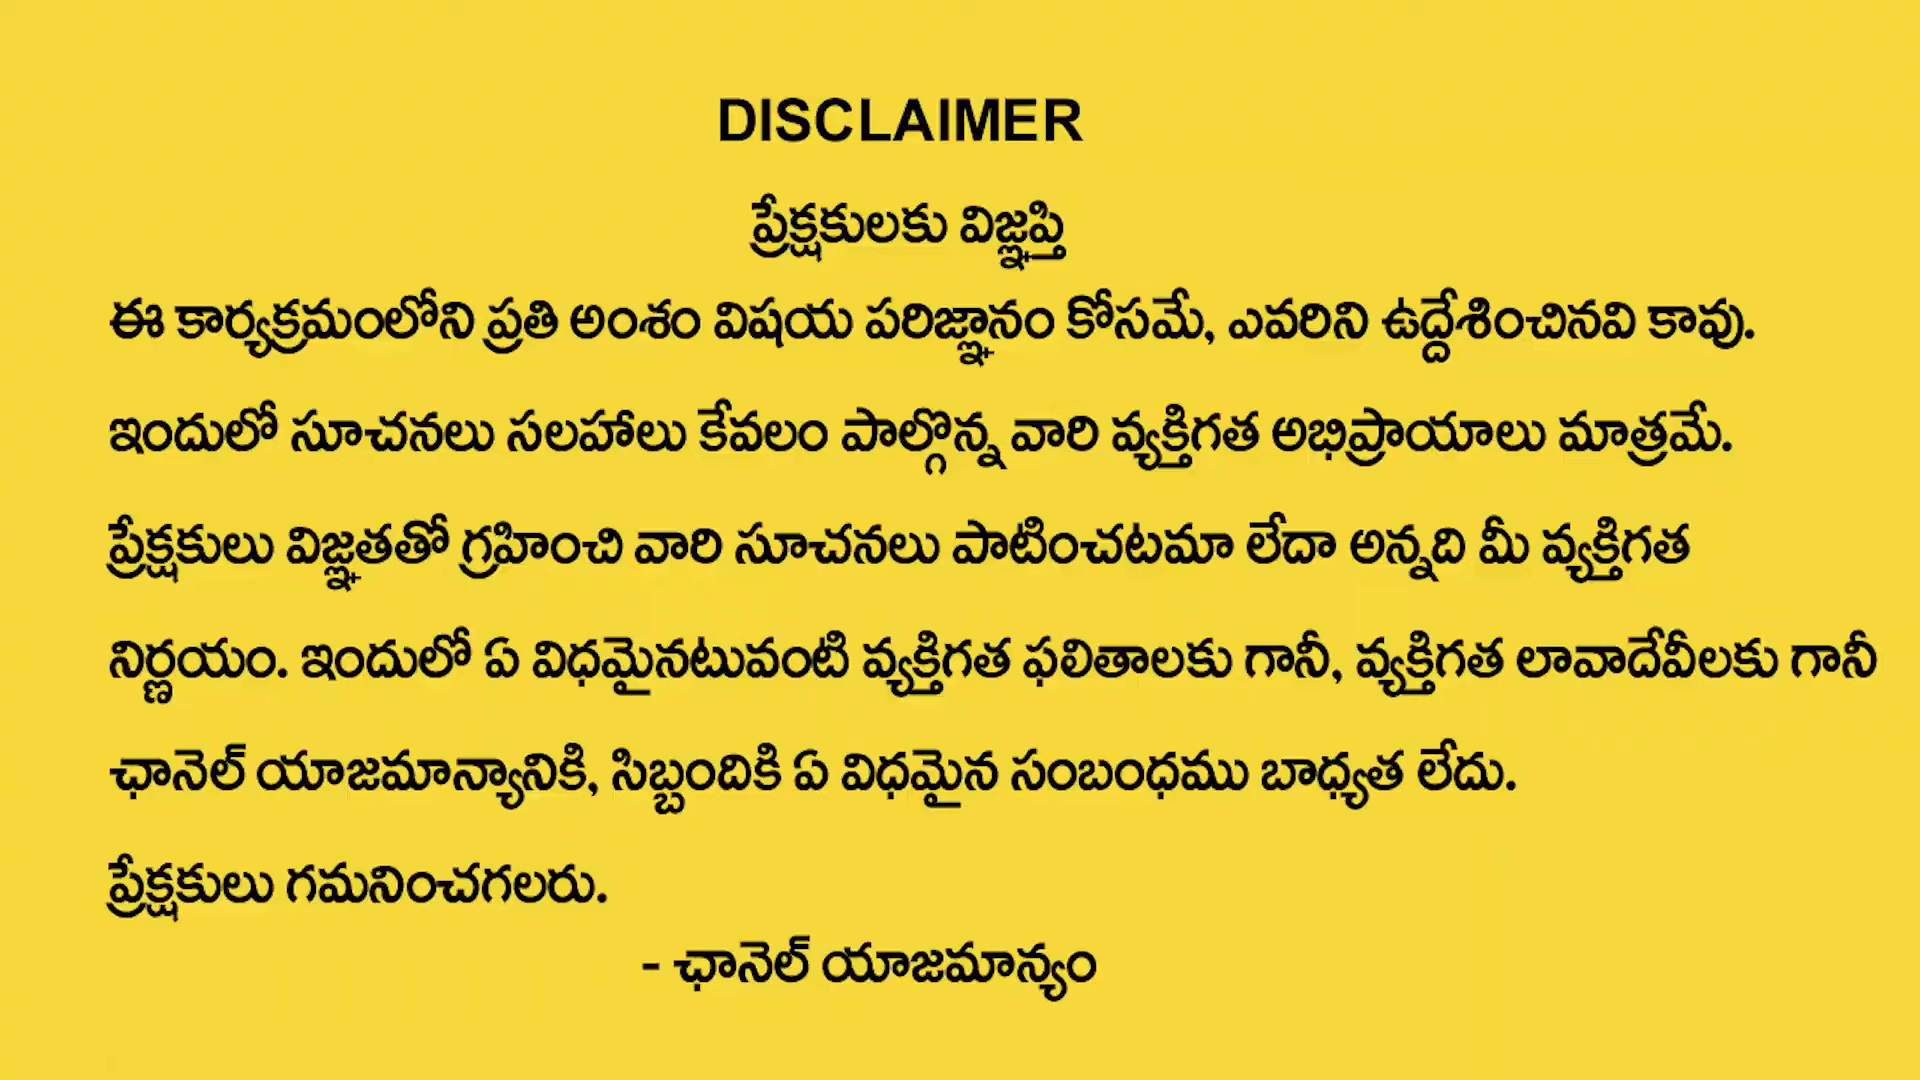 DISCLAIMER
ప్రేక్షకులకు విజ్ఞప్తి
ఈ కార్యక్రమంలోని ప్రతి అంశం విషయ పరిజ్ఞానం కోసమే, ఎవరిని ఉద్దేశించినవి కావు.
ఇందులో సూచనలు సలహాలు కేవలం పాల్గొన్న వారి వ్యక్తిగత అభిప్రాయాలు మాత్రమే.
ప్రేక్షకులు విజ్ఞతతో గ్రహించి వారి సూచనలు పాటించటమా లేదా అన్నది మీ వ్యక్తిగత
నిర్ణయం. ఇందులో ఏ విధమైనటువంటి వ్యక్తిగత ఫలితాలకు గానీ, వ్యక్తిగత లావాదేవీలకు గానీ
ఛానెల్ యాజమాన్యానికి, సిబ్బందికి ఏ విధమైన సంబంధము బాధ్యత లేదు.
ప్రేక్షకులు గమనించగలరు.
- ఛానెల్ యాజమాన్యం